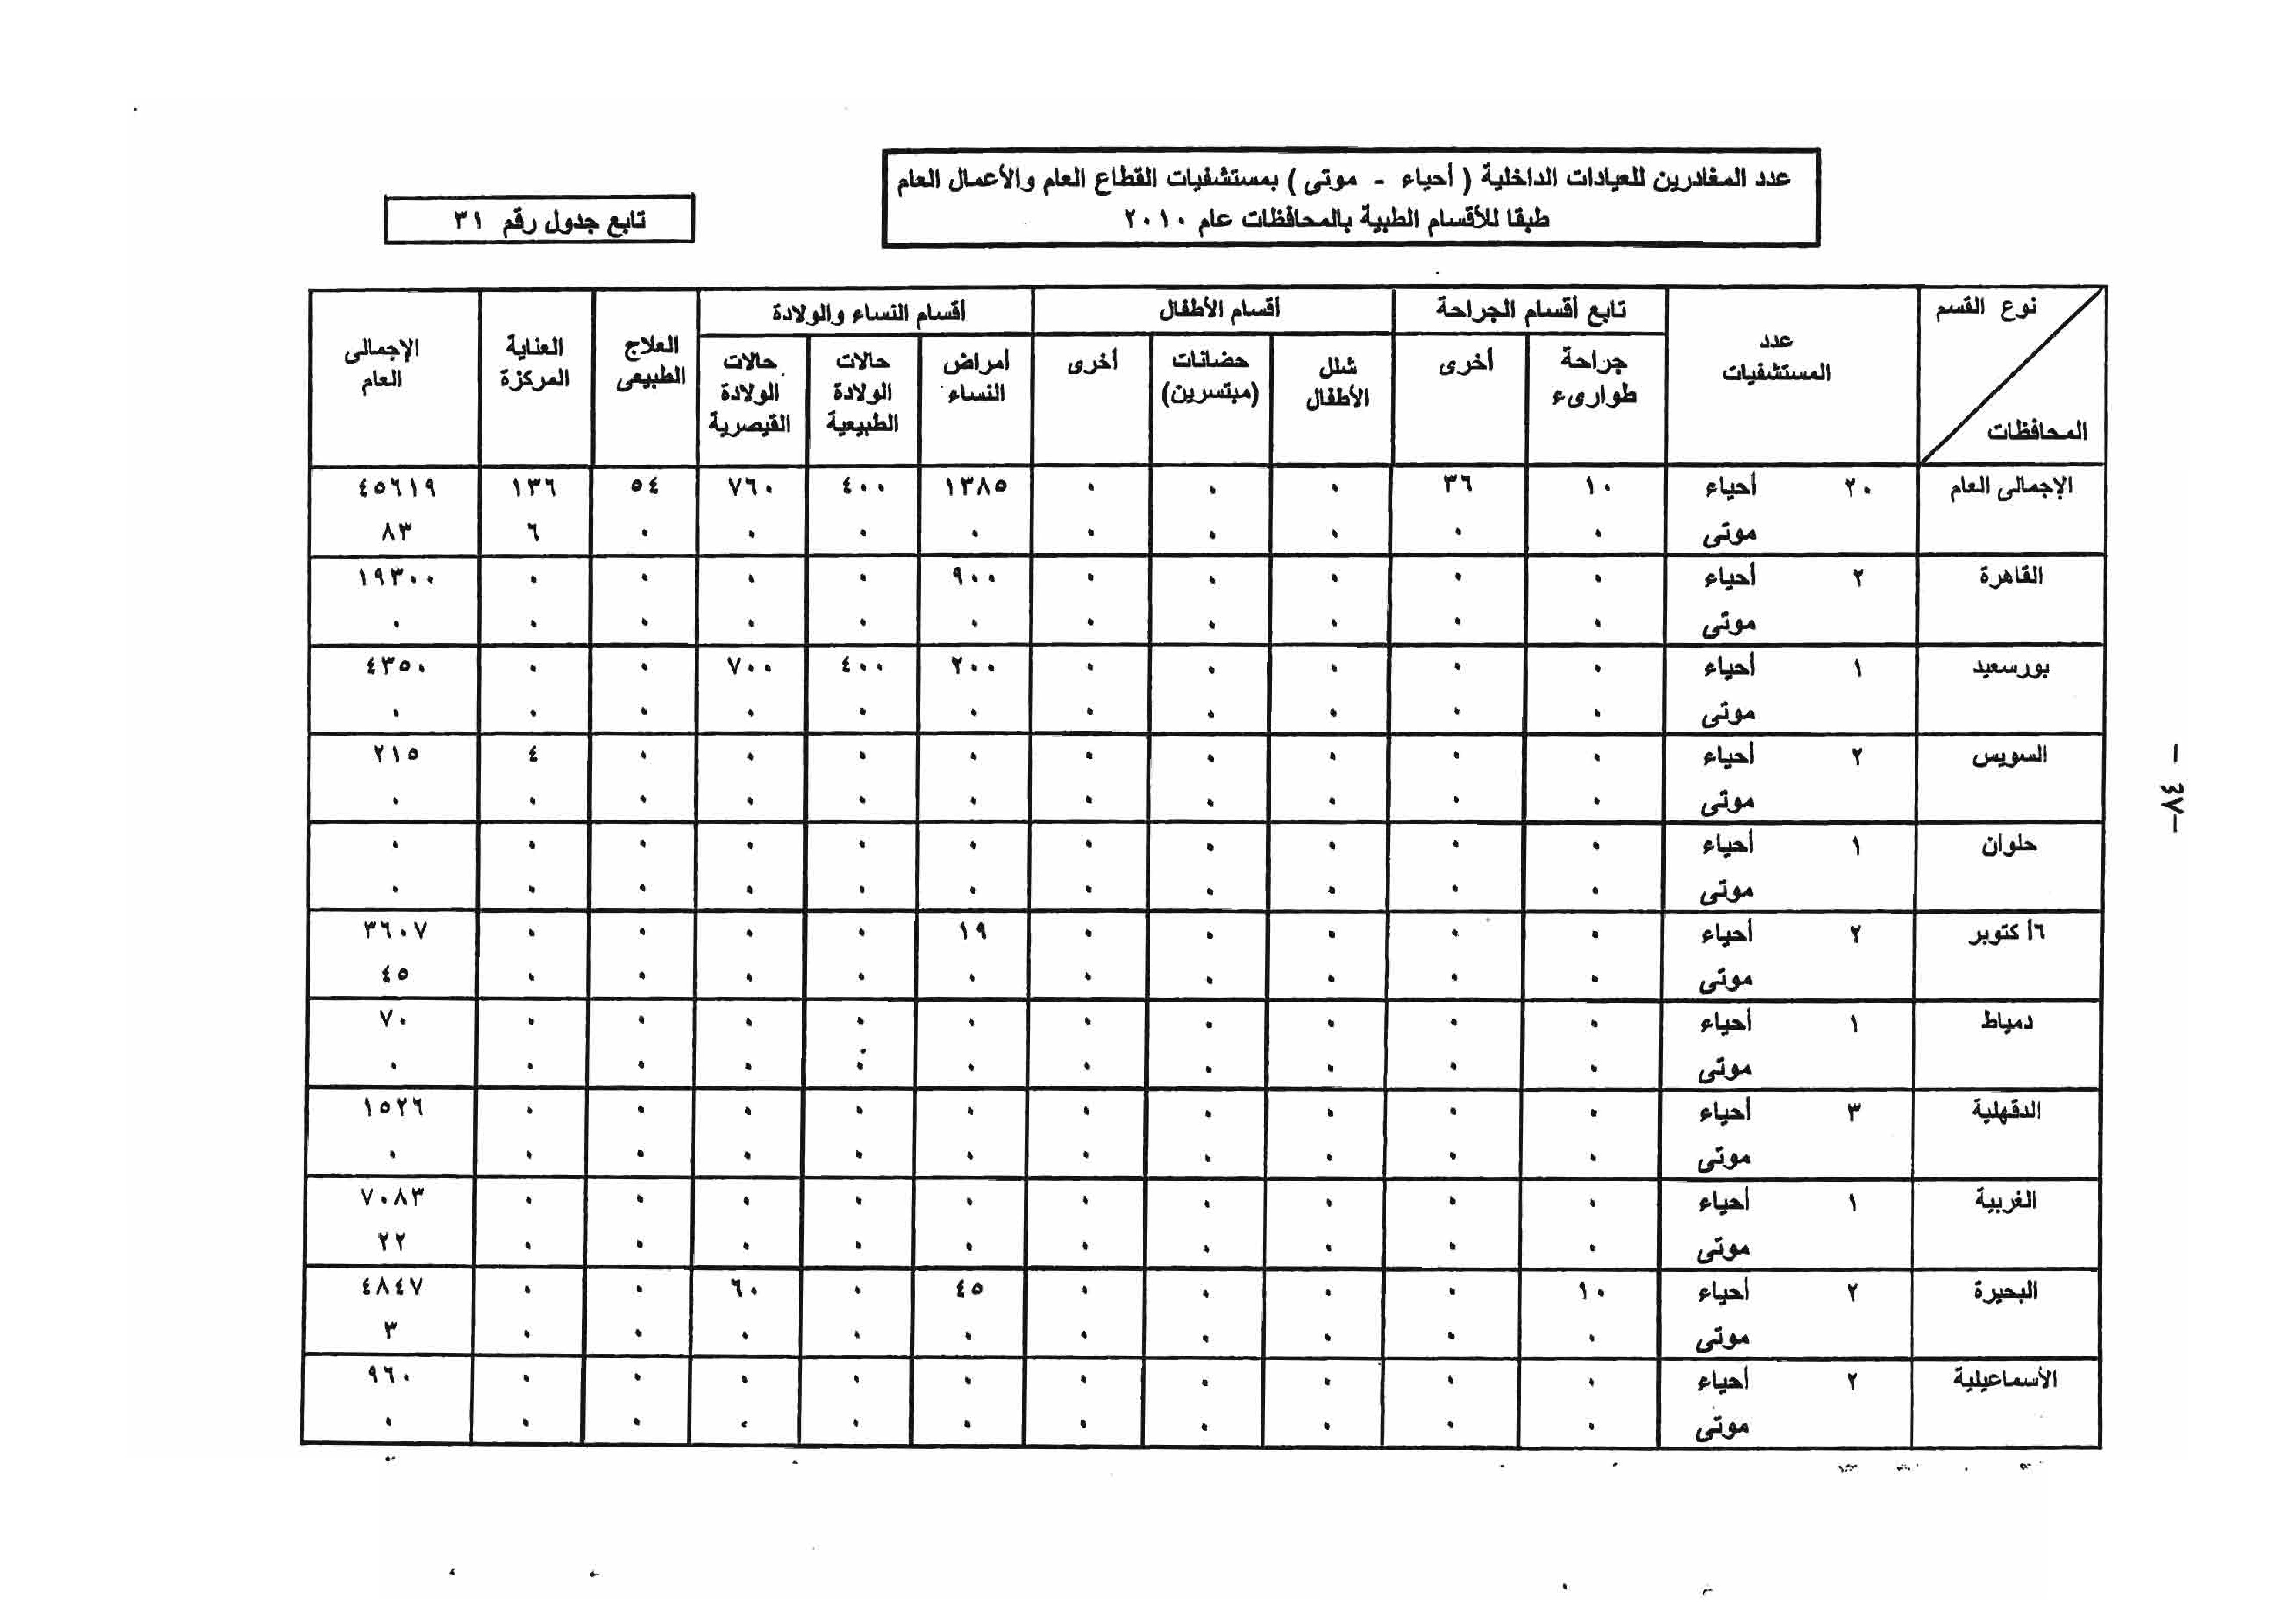 عدد المغادرين للعيادات الداخلية ( أحياء - موتى ) بمستشفيات القطاع العام والأعمال العام
طبقا للأقسام الطبية بالمحافظات عام ٢٠١٠
تابع جدول رقم ٣١
نوع القسم
المحافظات
عدد المستشفيات
تابع أقسام الجراحة
أقسام الأطفال
أقسام النساء والولادة
العلاج الطبيعى
العناية المركزة
الإجمالى العام
جراحة طوارىء
أخرى
شلل الأطفال
حضانات (مبتسرين)
أخرى
أمراض النساء
حالات الولادة الطبيعية
حالات الولادة القيصرية
الإجمالى العام ٢٠ أحياء ١٠ ٣٦ ٠ ٠ ٠ ١٣٨٥ ٤٠٠ ٧٦٠ ٥٤ ١٣٦ ٤٥٦١٩
موتى ٠ ٠ ٠ ٠ ٠ ٠ ٠ ٠ ٠ ٦ ٨٣
القاهرة ٢ أحياء ٠ ٠ ٠ ٠ ٠ ٩٠٠ ٠ ٠ ٠ ٠ ١٩٣٠٠
موتى ٠ ٠ ٠ ٠ ٠ ٠ ٠ ٠ ٠ ٠ ٠
بورسعيد ١ أحياء ٠ ٠ ٠ ٠ ٠ ٢٠٠ ٤٠٠ ٧٠٠ ٠ ٠ ٤٣٥٠
موتى ٠ ٠ ٠ ٠ ٠ ٠ ٠ ٠ ٠ ٠ ٠
السويس ٢ أحياء ٠ ٠ ٠ ٠ ٠ ٠ ٠ ٠ ٠ ٤ ٢١٥
موتى ٠ ٠ ٠ ٠ ٠ ٠ ٠ ٠ ٠ ٠ ٠
حلوان ١ أحياء ٠ ٠ ٠ ٠ ٠ ٠ ٠ ٠ ٠ ٠ ٠
موتى ٠ ٠ ٠ ٠ ٠ ٠ ٠ ٠ ٠ ٠ ٠
٦أ كتوبر ٢ أحياء ٠ ٠ ٠ ٠ ٠ ١٩ ٠ ٠ ٠ ٠ ٣٦٠٧
موتى ٠ ٠ ٠ ٠ ٠ ٠ ٠ ٠ ٠ ٠ ٤٥
دمياط ١ أحياء ٠ ٠ ٠ ٠ ٠ ٠ ٠ ٠ ٠ ٠ ٧٠
موتى ٠ ٠ ٠ ٠ ٠ ٠ ٠ ٠ ٠ ٠ ٠
الدقهلية ٣ أحياء ٠ ٠ ٠ ٠ ٠ ٠ ٠ ٠ ٠ ٠ ١٥٢٦
موتى ٠ ٠ ٠ ٠ ٠ ٠ ٠ ٠ ٠ ٠ ٠
الغربية ١ أحياء ٠ ٠ ٠ ٠ ٠ ٠ ٠ ٠ ٠ ٠ ٧٠٨٣
موتى ٠ ٠ ٠ ٠ ٠ ٠ ٠ ٠ ٠ ٠ ٢٢
البحيرة ٢ أحياء ١٠ ٠ ٠ ٠ ٠ ٤٥ ٠ ٦٠ ٠ ٠ ٤٨٤٧
موتى ٠ ٠ ٠ ٠ ٠ ٠ ٠ ٠ ٠ ٠ ٣
الأسماعيلية ٢ أحياء ٠ ٠ ٠ ٠ ٠ ٠ ٠ ٠ ٠ ٠ ٩٦٠
موتى ٠ ٠ ٠ ٠ ٠ ٠ ٠ ٠ ٠ ٠ ٠
- ٤٧-